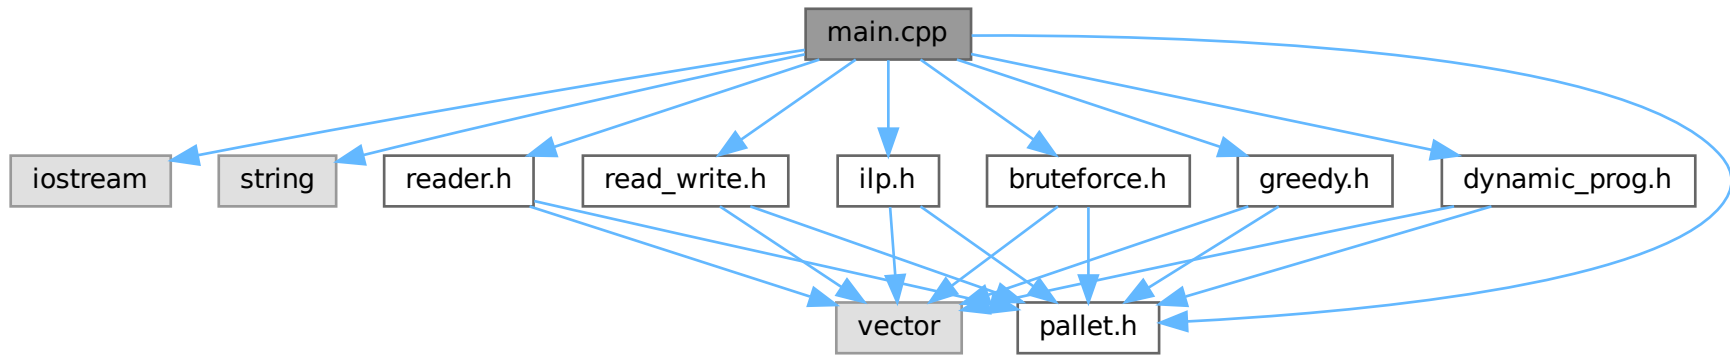 main.cpp
iostream
string
reader.h
read_write.h
ilp.h
bruteforce.h
greedy.h
dynamic_prog.h
vector
pallet.h